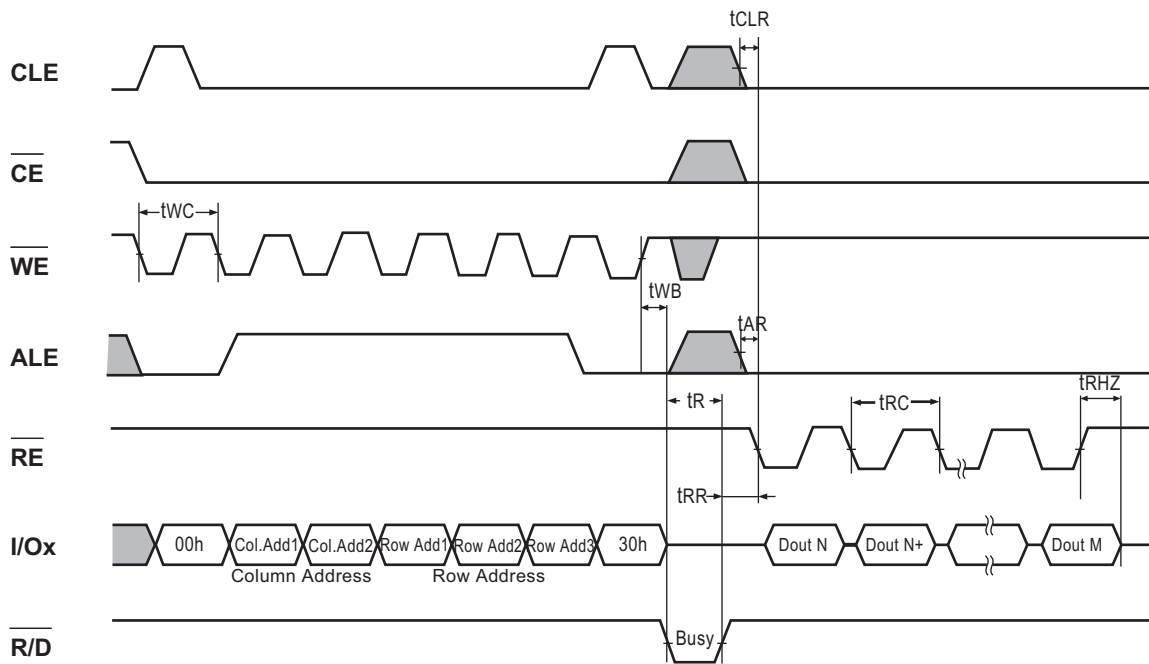 tCLR
CLE
CE
tWC
WE
tWB
tAR
ALE
tR
tRC
tRHZ
RE
tRR
I/Ox
00h
Col.Add1
Col.Add2
Row Add1
Row Add2
Row Add3
30h
Dout N
Dout N+
Dout M
Column Address
Row Address
Busy
R/D